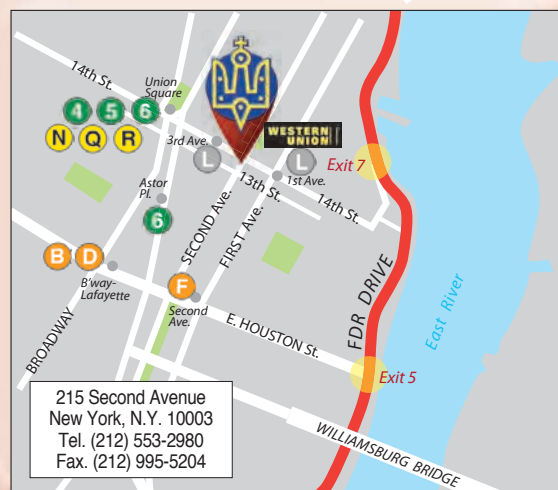 14th St.
Union
Square
4 5 6
N Q R
3rd Ave.
L
WESTERN
UNION
L
1st Ave.
Exit 7
13th St.
14th St.
Astor
Pl.
6
SECOND AVE.
FIRST AVE.
B D
B'way-
Lafayette
F
Second
Ave.
E. HOUSTON St.
BROADWAY
FDR DRIVE
East River
Exit 5
WILLIAMSBURG BRIDGE
215 Second Avenue
New York, N.Y. 10003
Tel. (212) 553-2980
Fax. (212) 995-5204